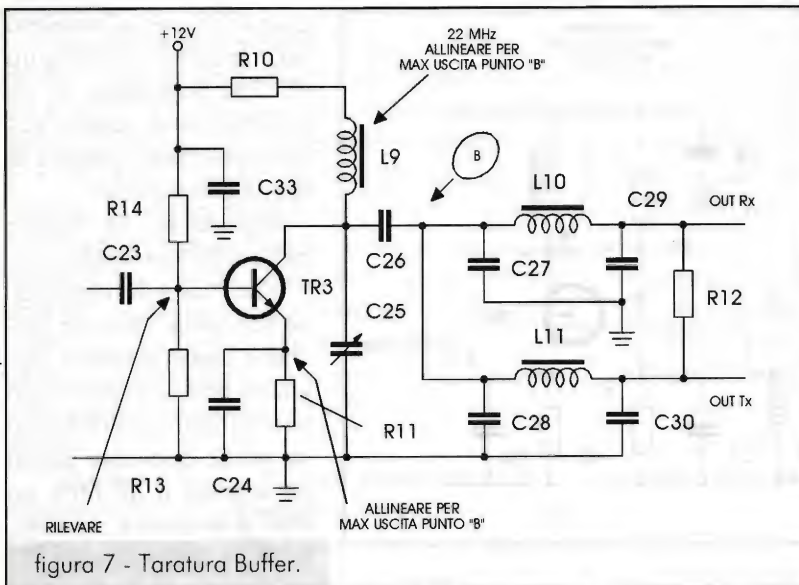 +12V
R10
22 MHz
ALLINEARE PER
MAX USCITA PUNTO "B"
L9
B
C33
R14
L10
C29
OUT Rx
C23
C26
C27
TR3
C25
R12
L11
OUT Tx
C28
C30
R11
R13
C24
RILEVARE
ALLINEARE PER
MAX USCITA PUNTO "B"
figura 7 - Taratura Buffer.